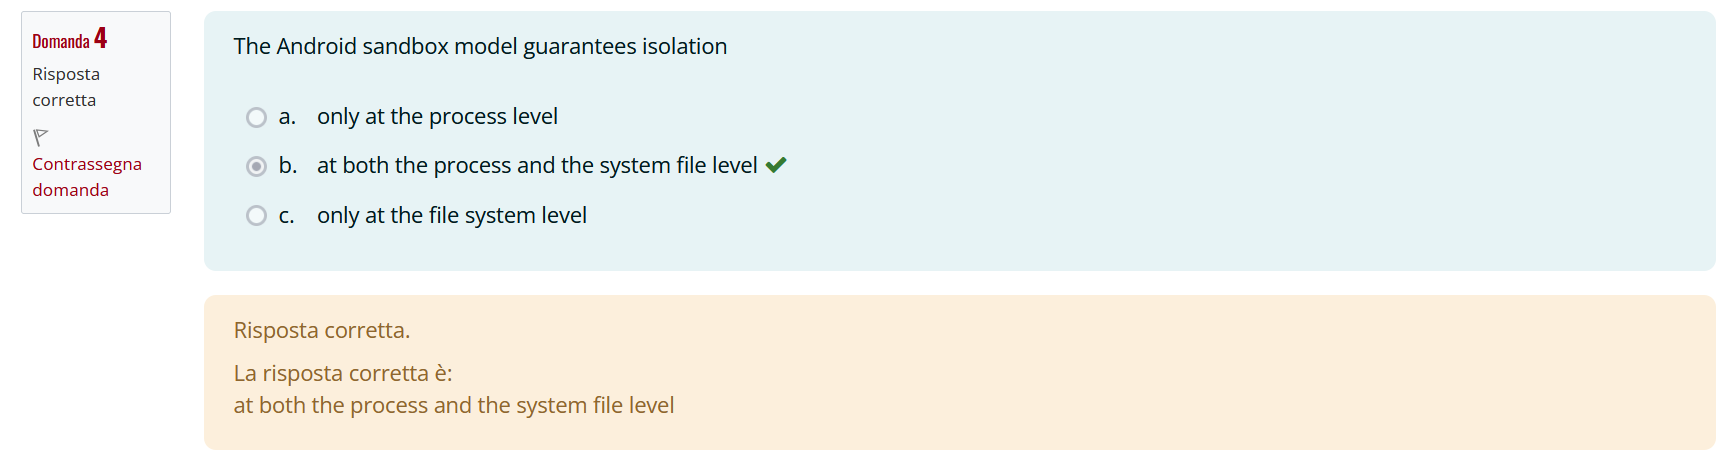 Domanda 4
Risposta
corretta
Contrassegna
domanda
The Android sandbox model guarantees isolation
a. only at the process level
b. at both the process and the system file level
c. only at the file system level
Risposta corretta.
La risposta corretta è:
at both the process and the system file level